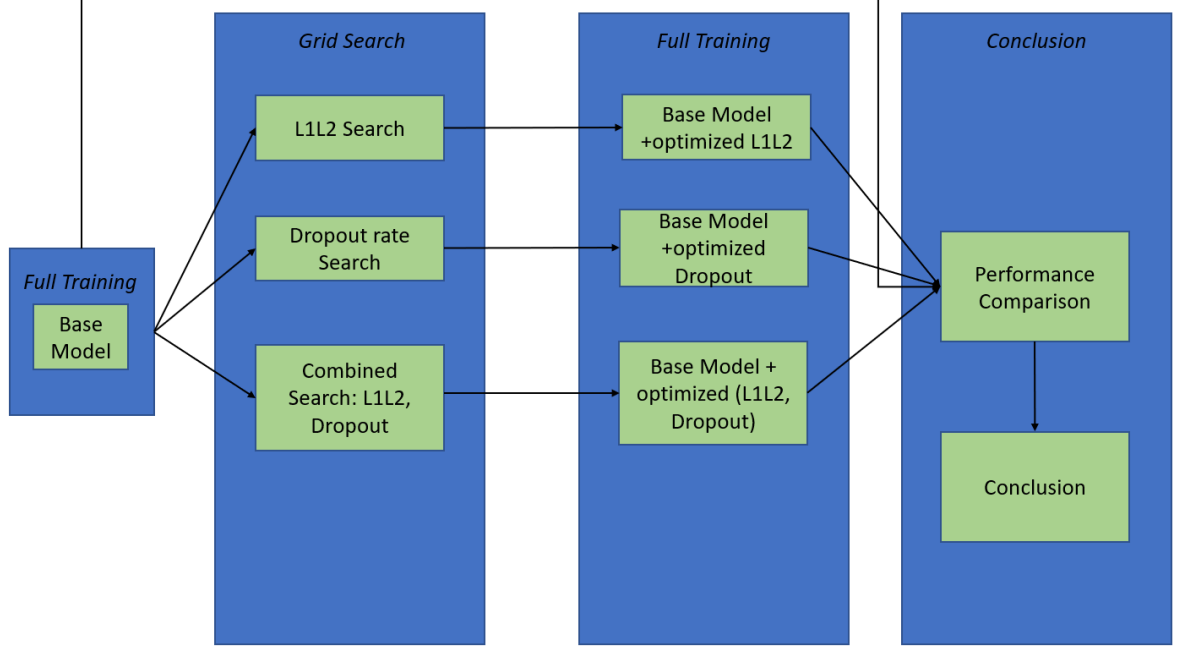 Full Training
Base
Model
Grid Search
L1L2 Search
Dropout rate
Search
Combined
Search: L1L2,
Dropout
Full Training
Base Model
+optimized L1L2
Base Model
+optimized
Dropout
Base Model +
optimized (L1L2,
Dropout)
Conclusion
Performance
Comparison
Conclusion